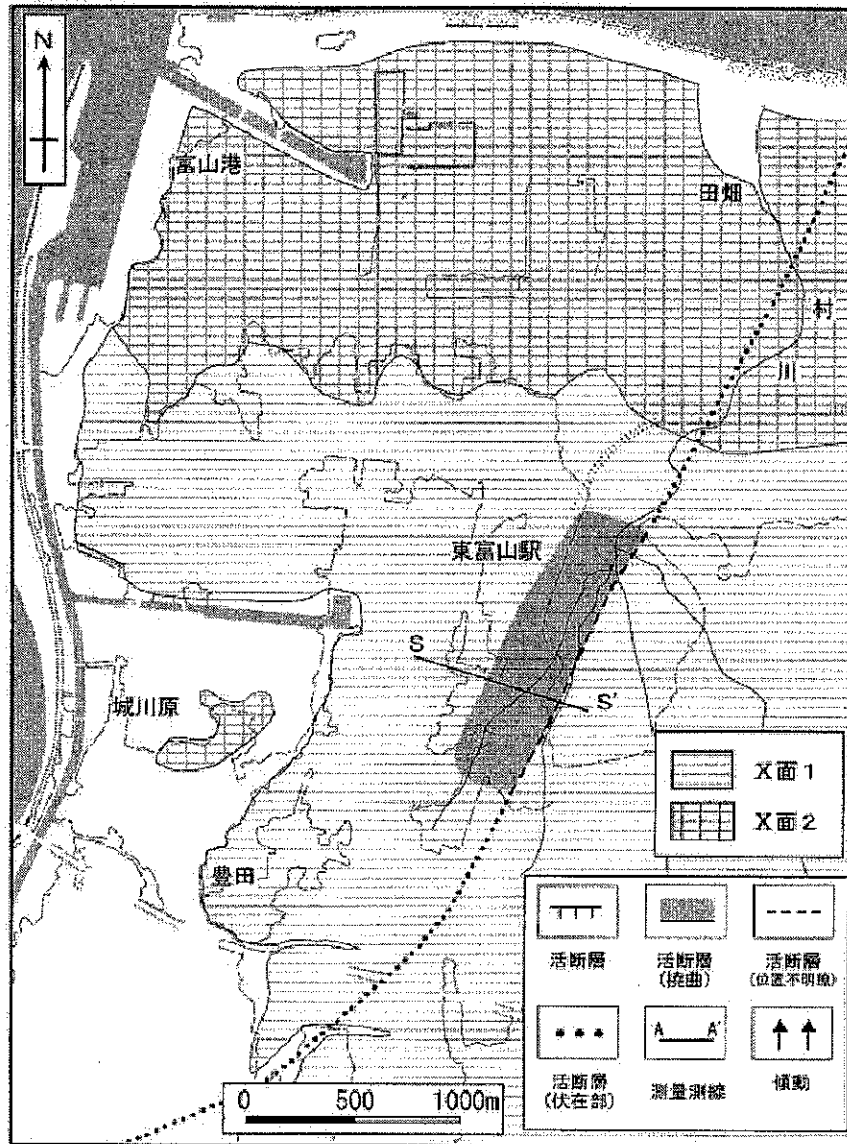 N
富山港
田畑
村
川
東富山駅
S
S'
城川原
豊田
X面1
X面2
活断層
活断層
(撓曲)
活断層
(位置不明線)
活断層
(伏在部)
A A'
測量測線
傾動
0 500 1000m